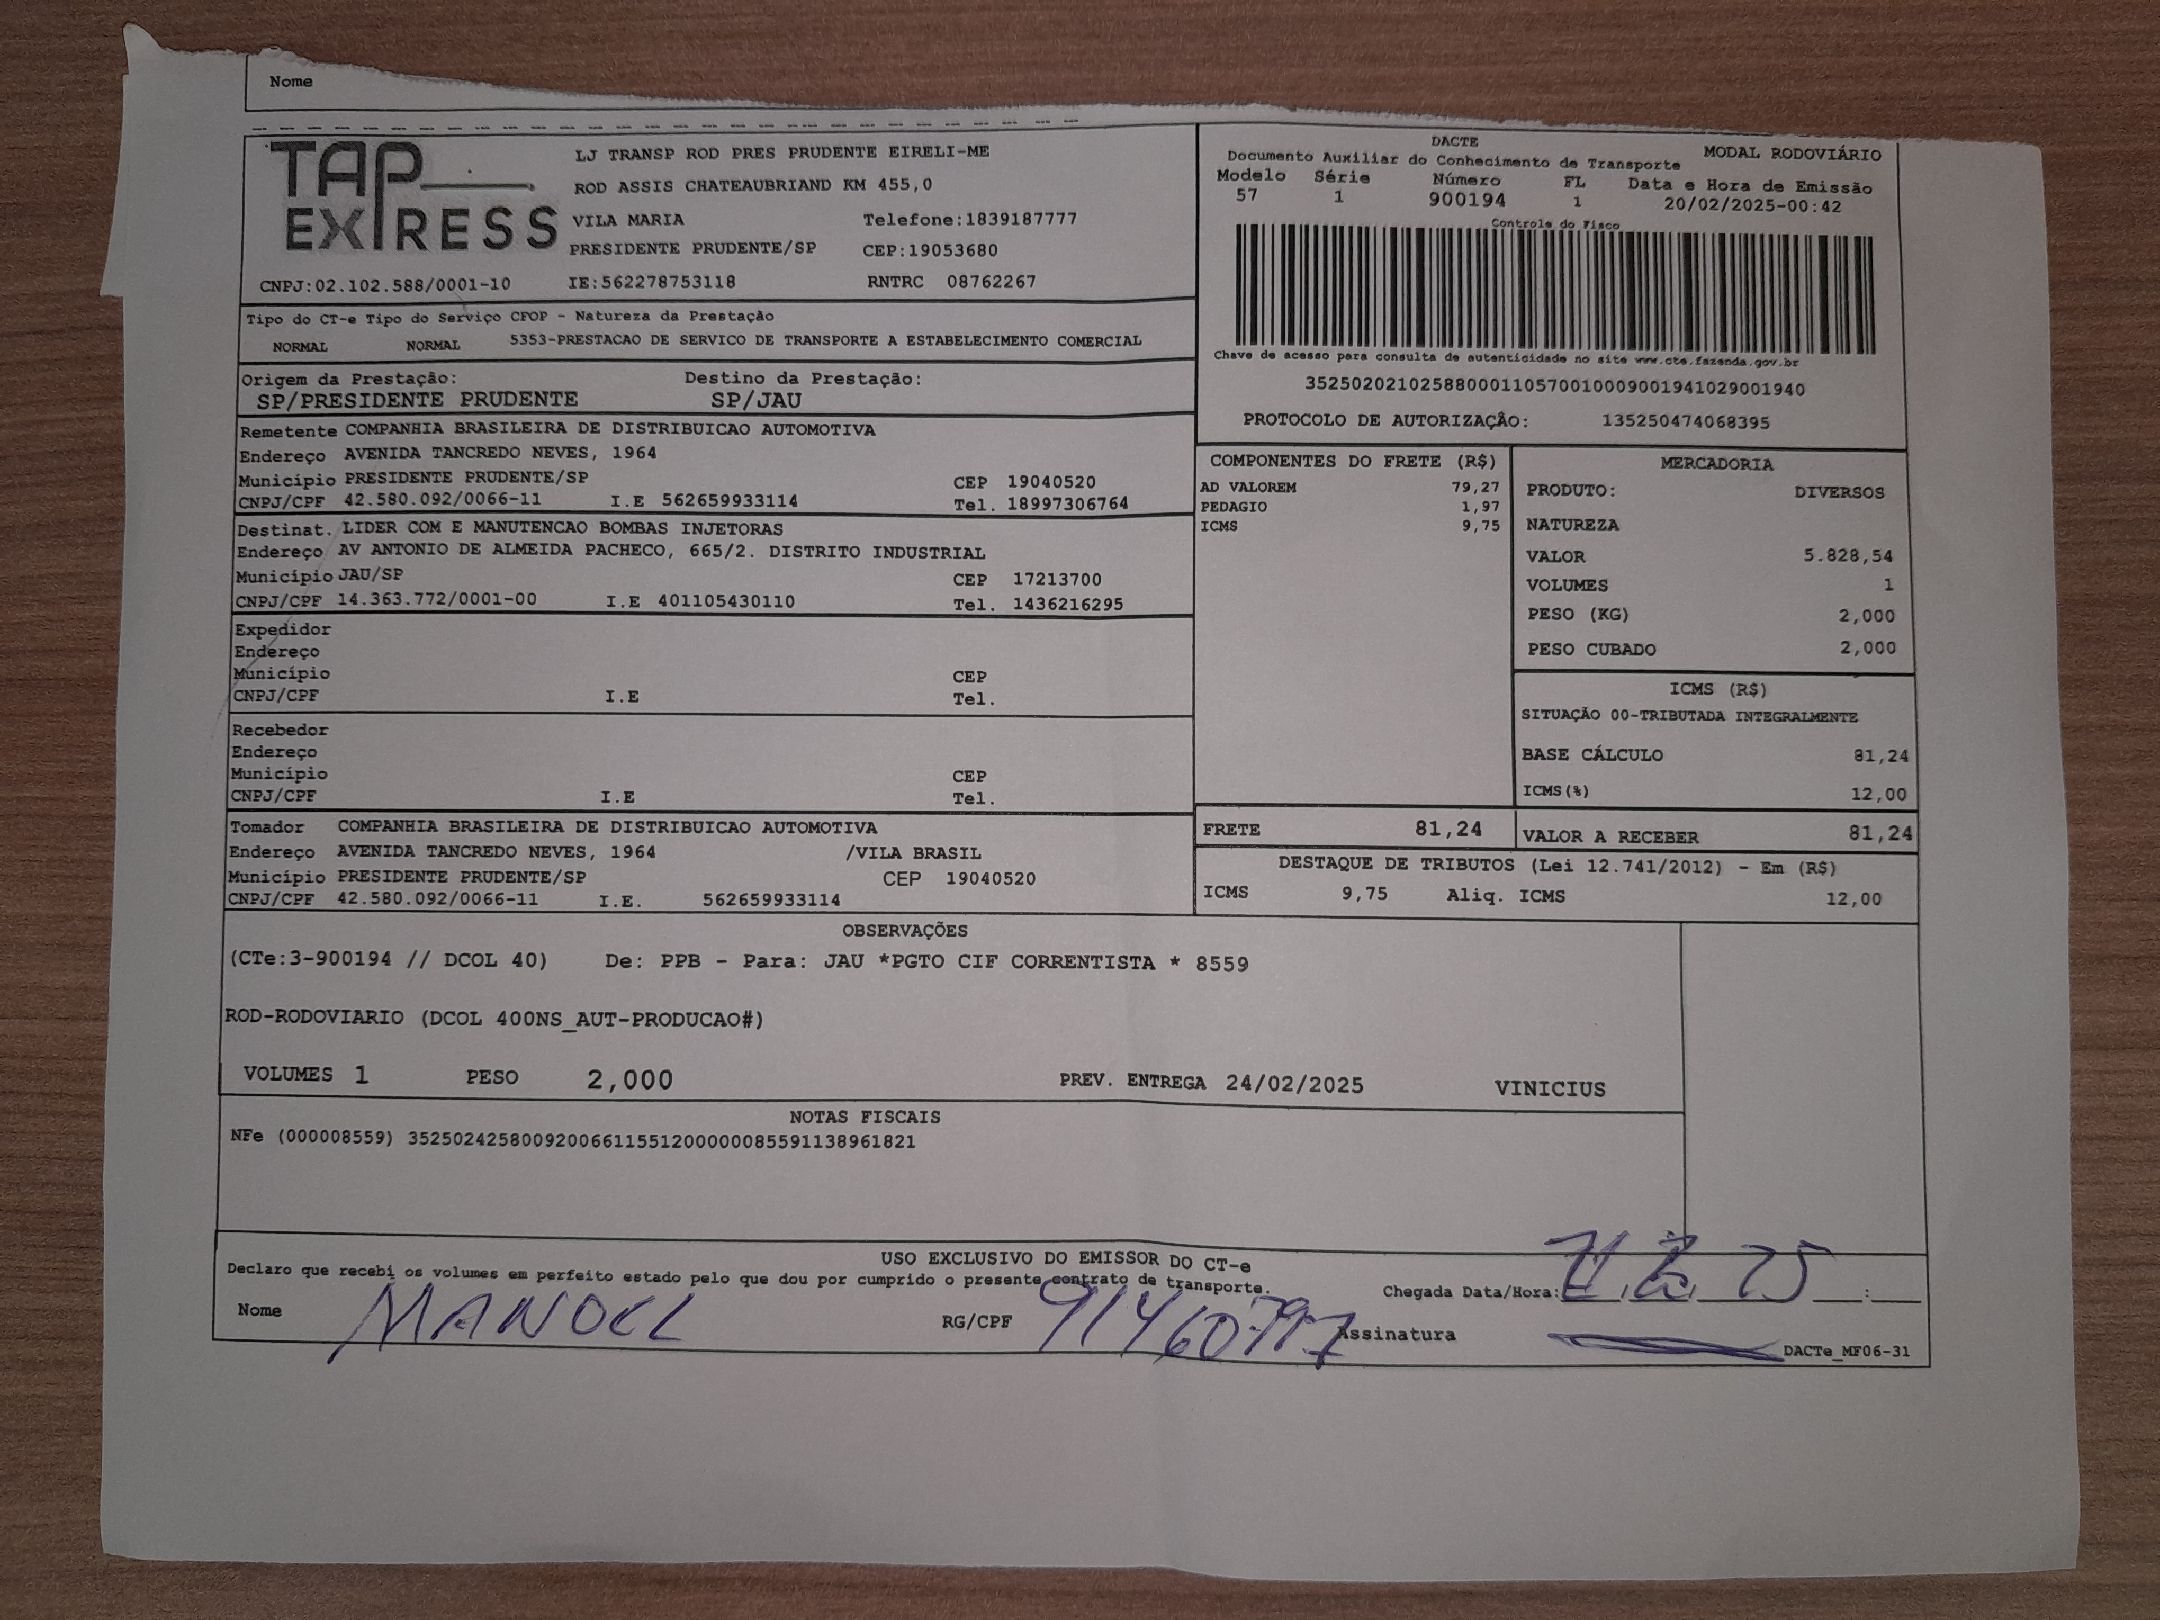 Nome
TAP EXPRESS
LJ TRANSP ROD PRES PRUDENTE EIRELI-ME
ROD ASSIS CHATEAUBRIAND KM 455,0
VILA MARIA Telefone:1839187777
PRESIDENTE PRUDENTE/SP CEP:19053680
CNPJ:02.102.588/0001-10 IE:562278753118 RNTRC 08762267
DACTE
Documento Auxiliar do Conhecimento de Transporte MODAL RODOVIÁRIO
Modelo Série Número FL Data e Hora de Emissão
57 1 900194 1 20/02/2025-00:42
Controle do Fisco
Chave de acesso para consulta de autenticidade no site www.cte.fazenda.gov.br
35250202102588000110570010009001941029001940
PROTOCOLO DE AUTORIZAÇÃO: 135250474068395
Tipo do CT-e Tipo do Serviço CFOP - Natureza da Prestação
NORMAL NORMAL 5353-PRESTACAO DE SERVICO DE TRANSPORTE A ESTABELECIMENTO COMERCIAL
Origem da Prestação: Destino da Prestação:
SP/PRESIDENTE PRUDENTE SP/JAU
Remetente COMPANHIA BRASILEIRA DE DISTRIBUICAO AUTOMOTIVA
Endereço AVENIDA TANCREDO NEVES, 1964
Município PRESIDENTE PRUDENTE/SP CEP 19040520
CNPJ/CPF 42.580.092/0066-11 I.E 562659933114 Tel. 18997306764
Destinat. LIDER COM E MANUTENCAO BOMBAS INJETORAS
Endereço AV ANTONIO DE ALMEIDA PACHECO, 665/2. DISTRITO INDUSTRIAL
Município JAU/SP CEP 17213700
CNPJ/CPF 14.363.772/0001-00 I.E 401105430110 Tel. 1436216295
Expedidor
Endereço
Município CEP
CNPJ/CPF I.E Tel.
Recebedor
Endereço
Município CEP
CNPJ/CPF I.E Tel.
Tomador COMPANHIA BRASILEIRA DE DISTRIBUICAO AUTOMOTIVA
Endereço AVENIDA TANCREDO NEVES, 1964 /VILA BRASIL
Município PRESIDENTE PRUDENTE/SP CEP 19040520
CNPJ/CPF 42.580.092/0066-11 I.E. 562659933114
COMPONENTES DO FRETE (R$)
AD VALOREM 79,27
PEDAGIO 1,97
ICMS 9,75
MERCADORIA
PRODUTO: DIVERSOS
NATUREZA
VALOR 5.828,54
VOLUMES 1
PESO (KG) 2,000
PESO CUBADO 2,000
ICMS (R$)
SITUAÇÃO 00-TRIBUTADA INTEGRALMENTE
BASE CÁLCULO 81,24
ICMS(%) 12,00
FRETE 81,24 VALOR A RECEBER 81,24
DESTAQUE DE TRIBUTOS (Lei 12.741/2012) - Em (R$)
ICMS 9,75 Aliq. ICMS 12,00
OBSERVAÇÕES
(CTe:3-900194 // DCOL 40) De: PPB - Para: JAU *PGTO CIF CORRENTISTA * 8559
ROD-RODOVIARIO (DCOL 400NS_AUT-PRODUCAO#)
VOLUMES 1 PESO 2,000 PREV. ENTREGA 24/02/2025 VINICIUS
NOTAS FISCAIS
NFe (000008559) 35250242580092006611551200000085591138961821
USO EXCLUSIVO DO EMISSOR DO CT-e
Declaro que recebi os volumes em perfeito estado pelo que dou por cumprido o presente contrato de transporte.
Chegada Data/Hora: :
Nome MANOEL RG/CPF Assinatura
DACTe_MF06-31